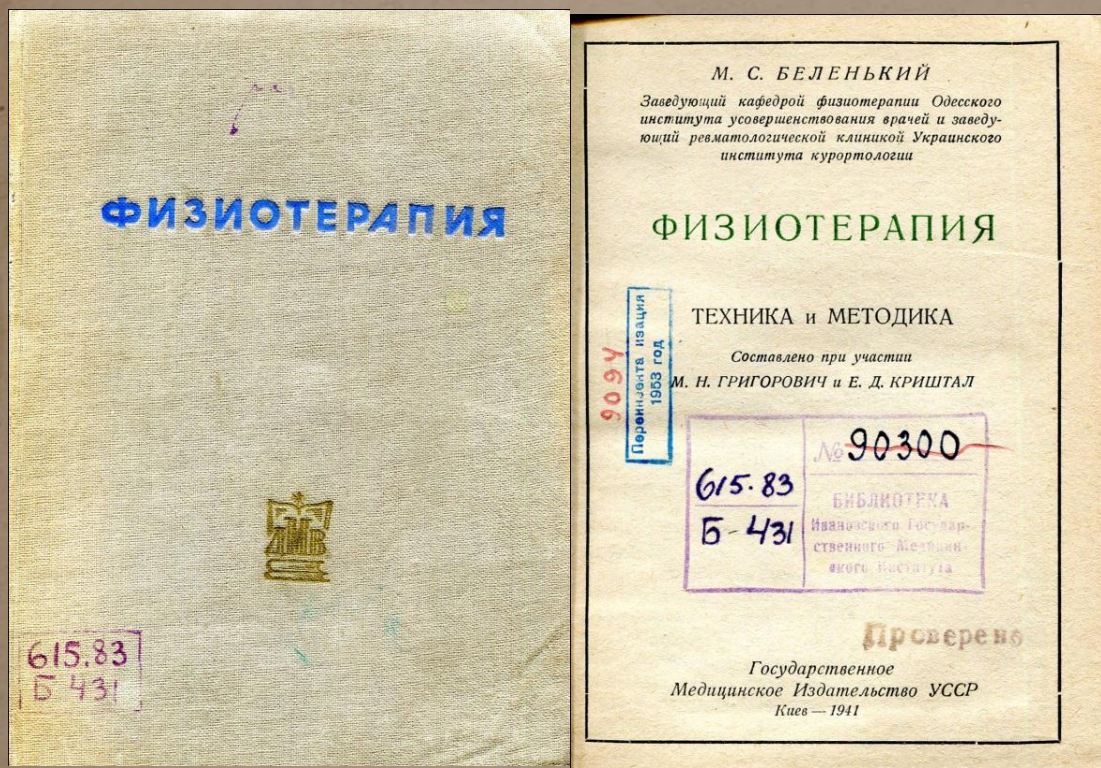 ФИЗИОТЕРАПИЯ
615.83
Б 431
М. С. БЕЛЕНЬКИЙ
Заведующий кафедрой физиотерапии Одесского
института усовершенствования врачей и заведу-
ющий ревматологической клиникой Украинского
института курортологии
ФИЗИОТЕРАПИЯ
ТЕХНИКА и МЕТОДИКА
Составлено при участии
М. Н. ГРИГОРОВИЧ и Е. Д. КРИШТАЛ
Переинвента изация
1953 год
615.83
Б-431
№ 90300
БИБЛИОТЕКА
Ивановского Государ-
ственного Медицин-
ского Института
Проверено
Государственное
Медицинское Издательство УССР
Киев — 1941